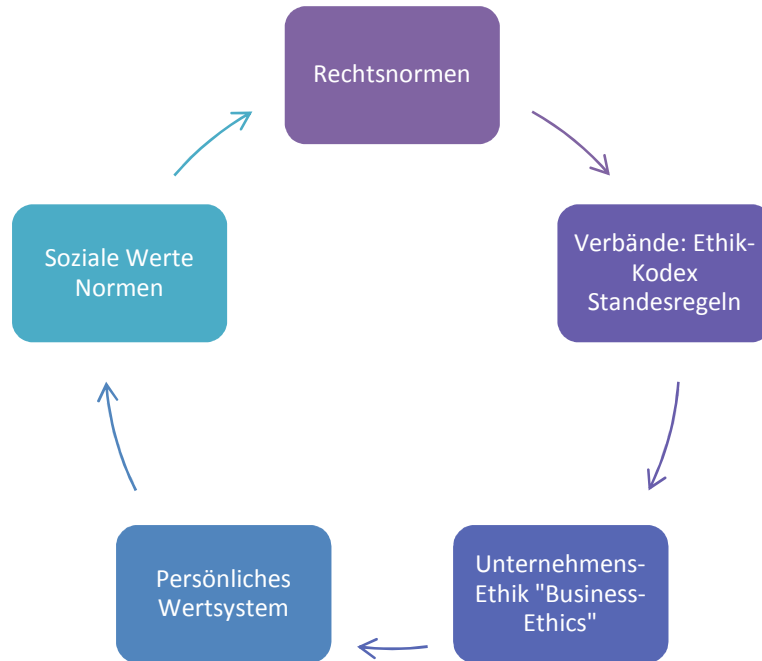 Rechtsnormen
Verbände: Ethik-
Kodex
Standesregeln
Unternehmens-
Ethik "Business-
Ethics"
Persönliches
Wertsystem
Soziale Werte
Normen